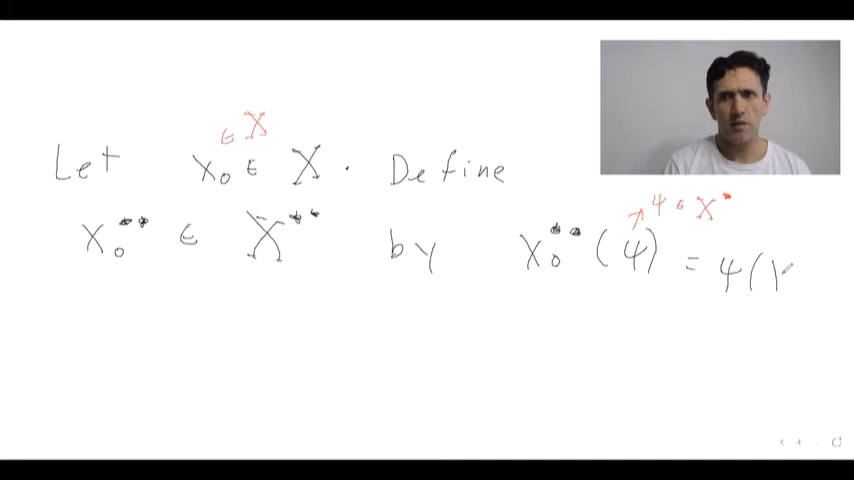 ∈ X
Let x₀ ∈ X. Define
ψ ∈ X*
x₀** ∈ X** by x₀**(ψ) = ψ(x